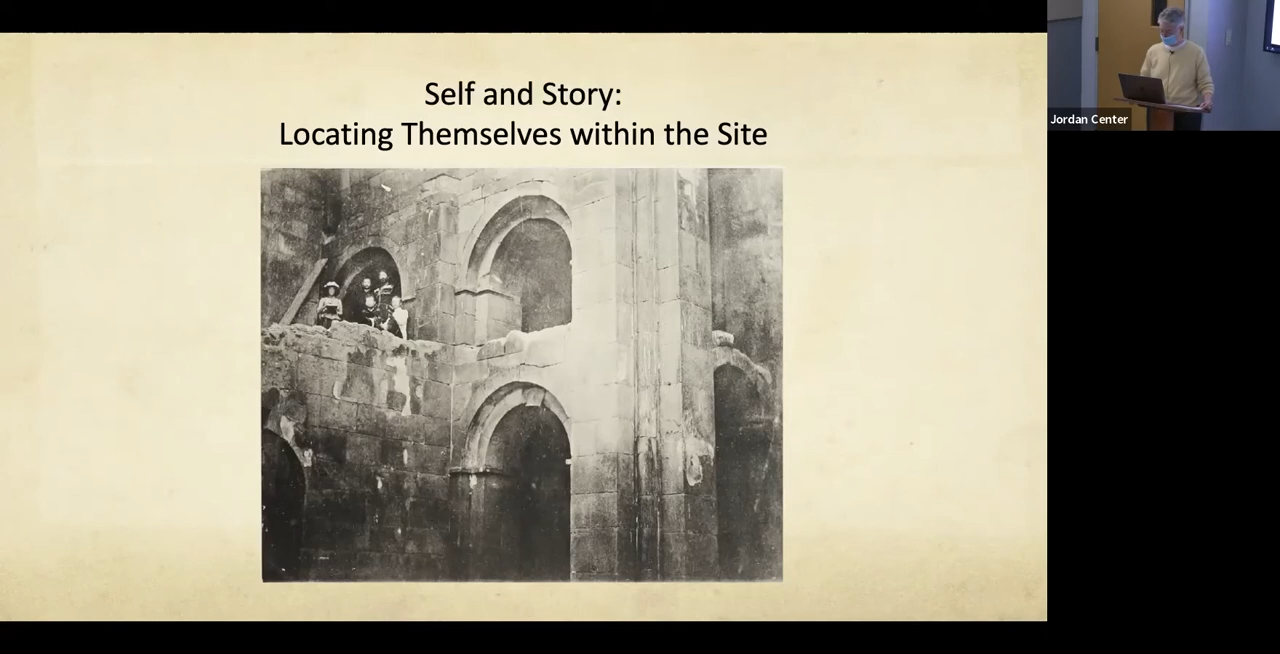 Self and Story:
Locating Themselves within the Site
Jordan Center